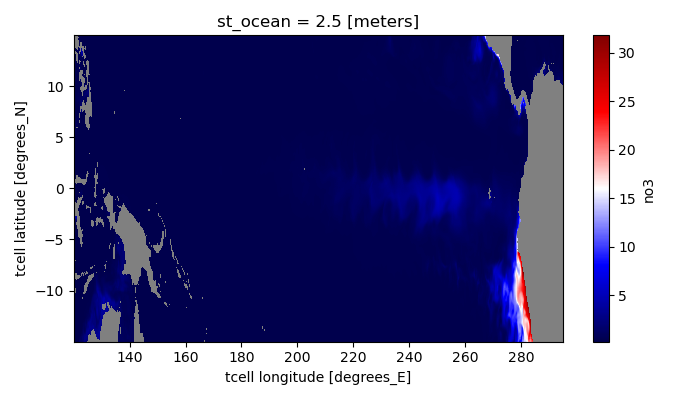 st_ocean = 2.5 [meters]
tcell latitude [degrees_N]
10
5
0
−5
−10
140 160 180 200 220 240 260 280
tcell longitude [degrees_E]
30
25
20
15
10
5
no3